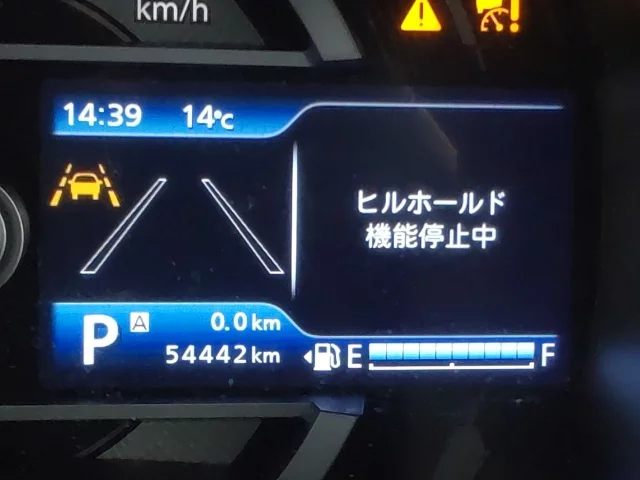 km/h
14:39 14℃
ヒルホールド
機能停止中
P A 0.0km
54442km E F